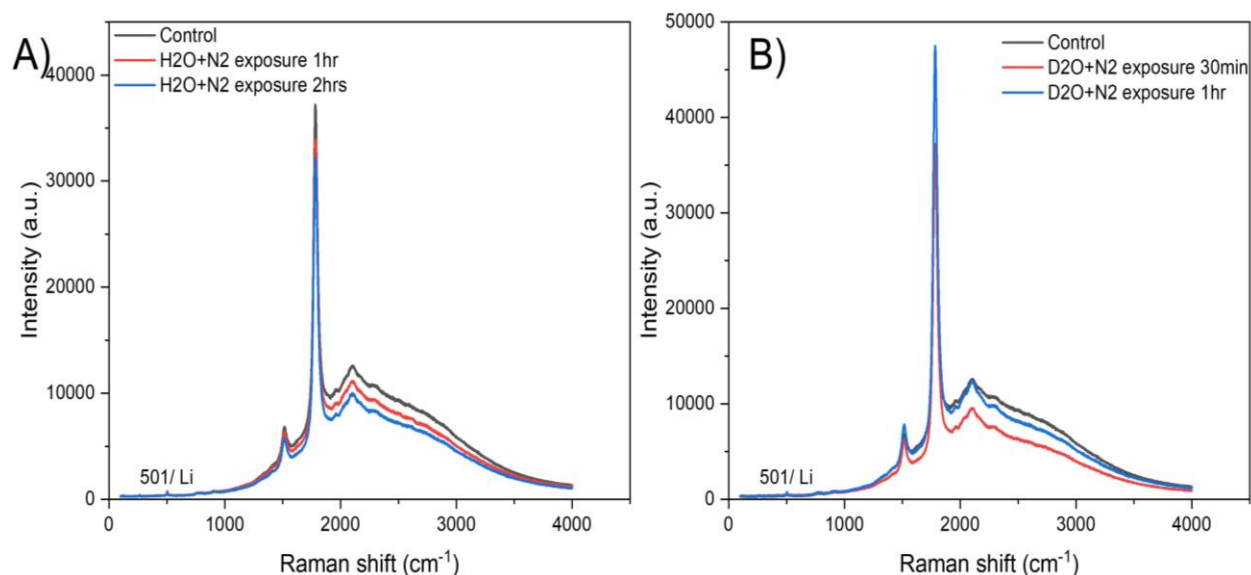 A)
Control
H2O+N2 exposure 1hr
H2O+N2 exposure 2hrs
40000
30000
20000
10000
0
Intensity (a.u.)
501/ Li
0
1000
2000
3000
4000
Raman shift (cm-1)
B)
Control
D2O+N2 exposure 30min
D2O+N2 exposure 1hr
50000
40000
30000
20000
10000
0
Intensity (a.u.)
501/ Li
0
1000
2000
3000
4000
Raman shift (cm-1)